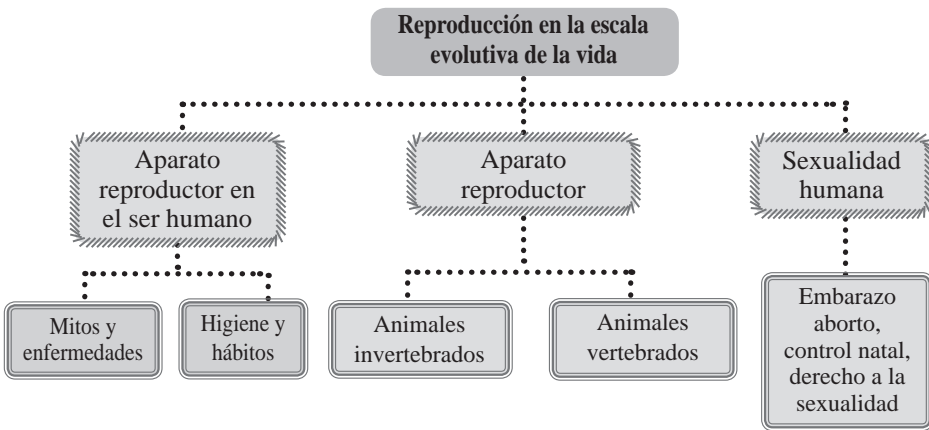 Reproducción en la escala
evolutiva de la vida
Aparato
reproductor en
el ser humano
Aparato
reproductor
Sexualidad
humana
Mitos y
enfermedades
Higiene y
hábitos
Animales
invertebrados
Animales
vertebrados
Embarazo
aborto,
control natal,
derecho a la
sexualidad